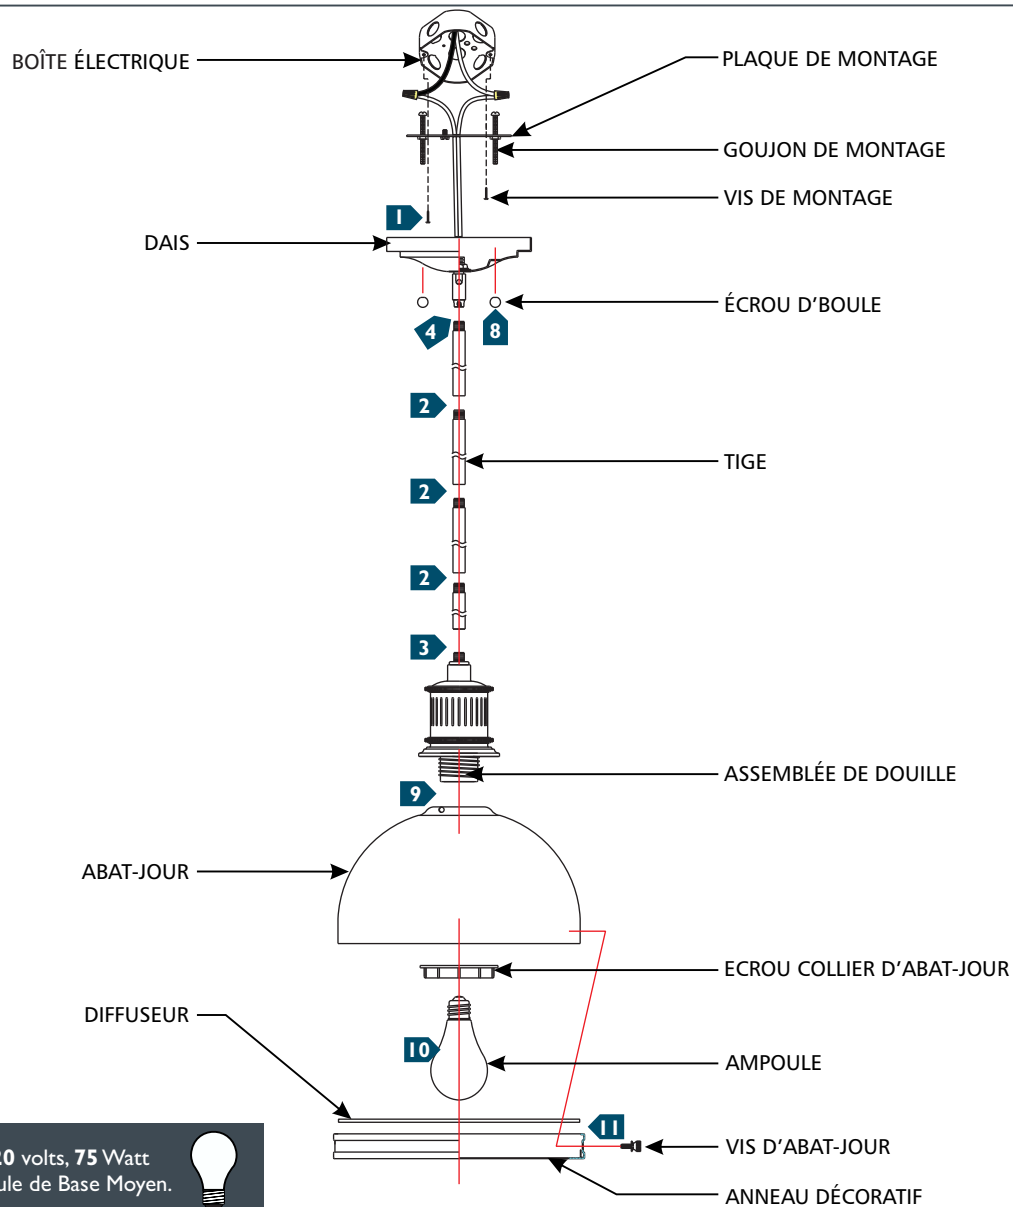 BOÎTE ÉLECTRIQUE
PLAQUE DE MONTAGE
GOUJON DE MONTAGE
VIS DE MONTAGE
1
DAIS
ÉCROU D'BOULE
4
8
2
TIGE
2
2
3
ASSEMBLÉE DE DOUILLE
9
ABAT-JOUR
ECROU COLLIER D'ABAT-JOUR
DIFFUSEUR
10
AMPOULE
11
VIS D'ABAT-JOUR
ANNEAU DÉCORATIF
volts, 75 Watt
de Base Moyen.